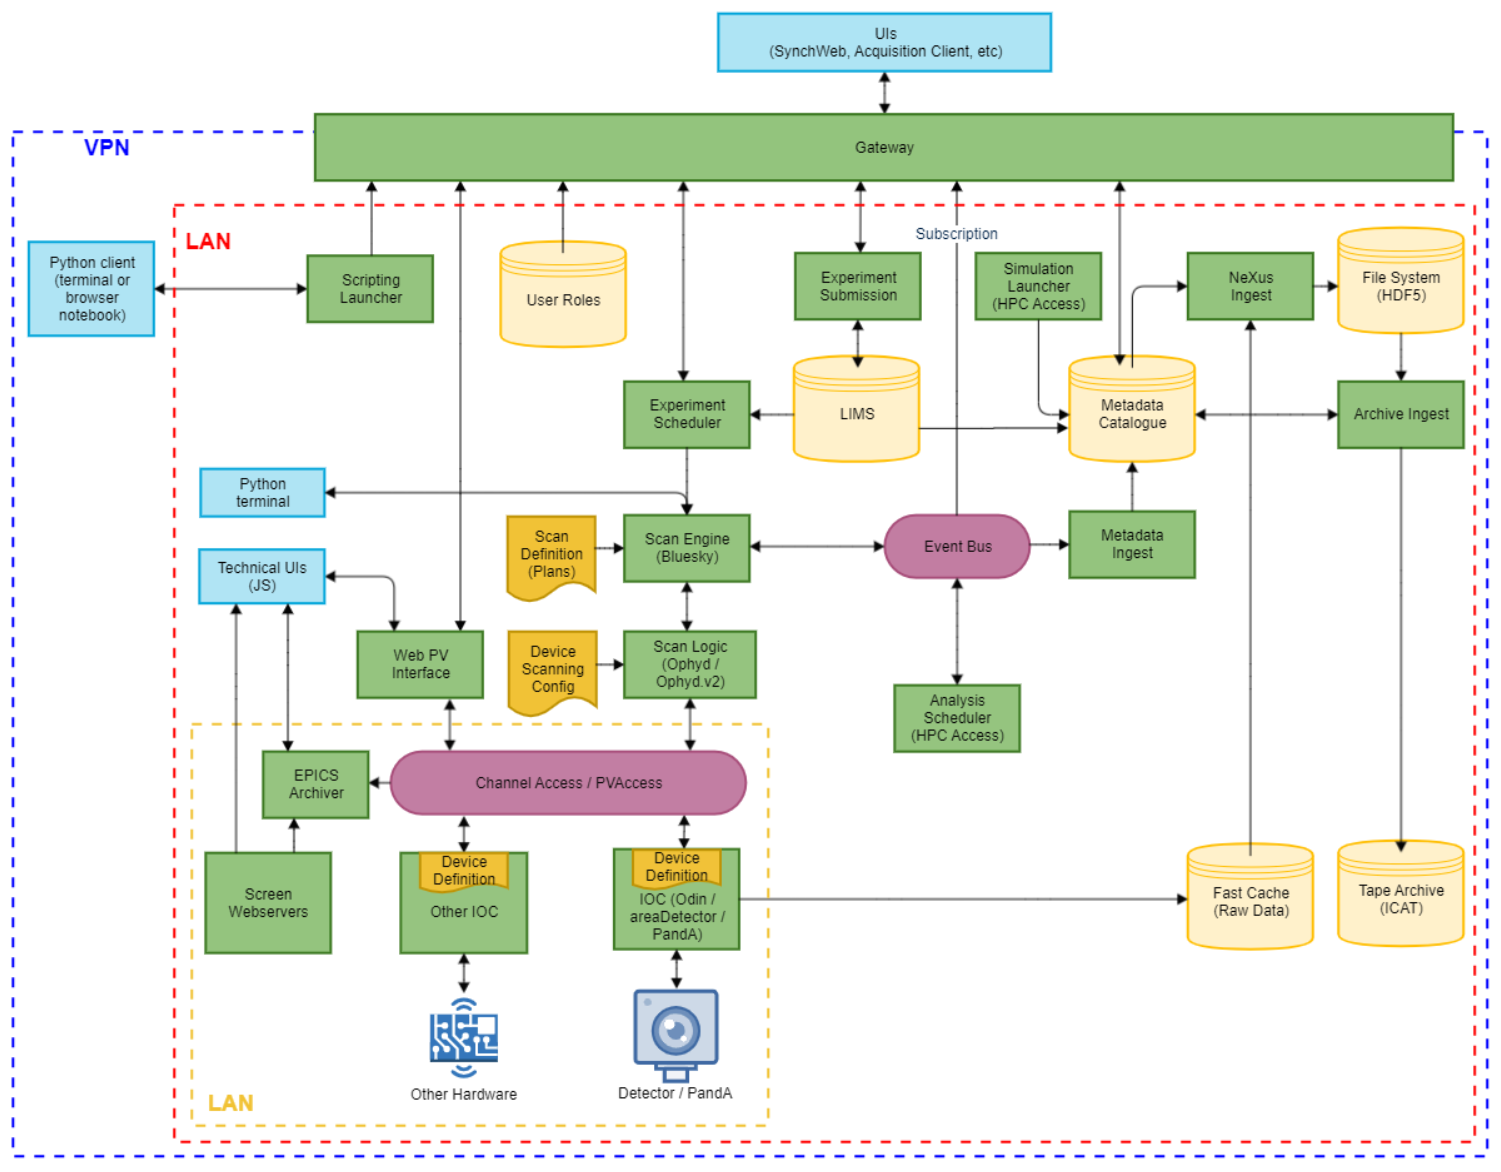 UIs
(SynchWeb, Acquisition Client, etc)
VPN
Gateway
LAN
Subscription
Python client
(terminal or
browser
notebook)
Scripting
Launcher
User Roles
Experiment
Submission
Simulation
Launcher
(HPC Access)
NeXus
Ingest
File System
(HDF5)
Experiment
Scheduler
LIMS
Metadata
Catalogue
Archive Ingest
Python
terminal
Scan
Definition
(Plans)
Scan Engine
(Bluesky)
Event Bus
Metadata
Ingest
Technical UIs
(JS)
Web PV
Interface
Device
Scanning
Config
Scan Logic
(Ophyd /
Ophyd.v2)
Analysis
Scheduler
(HPC Access)
EPICS
Archiver
Channel Access / PVAccess
Screen
Webservers
Device
Definition
Other IOC
Device
Definition
IOC (Odin /
areaDetector /
PandA)
Fast Cache
(Raw Data)
Tape Archive
(ICAT)
Other Hardware
Detector / PandA
LAN